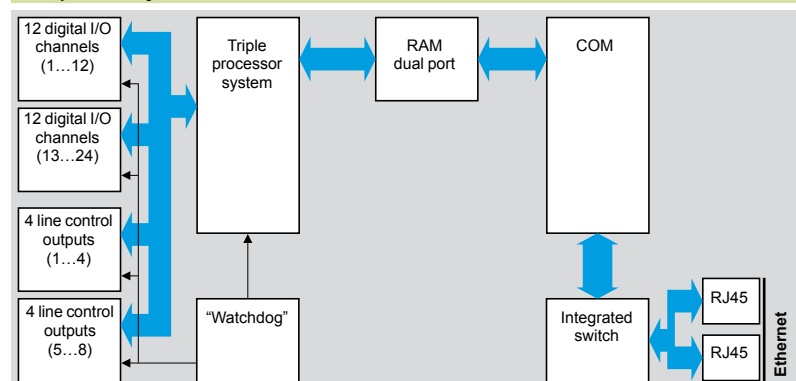 12 digital I/O
channels
(1…12)
Triple
processor
system
RAM
dual port
COM
12 digital I/O
channels
(13…24)
4 line control
outputs
(1…4)
4 line control
outputs
(5…8)
“Watchdog”
Integrated
switch
RJ45
RJ45
Ethernet